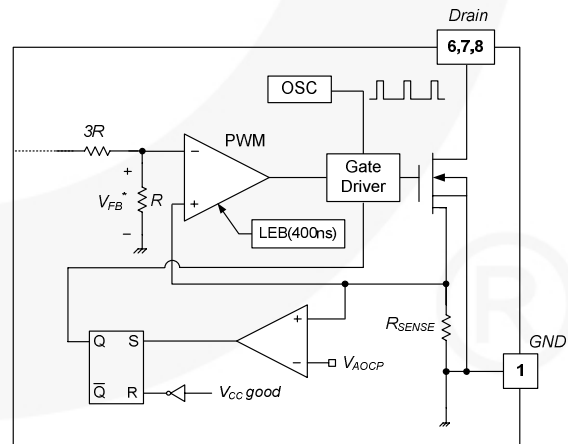 Drain
6,7,8
OSC
3R
PWM
−
+
+
V_FB*
R
−
Gate
Driver
LEB(400ns)
R_SENSE
GND
1
+
−
V_AOCP
Q
S
Q̅
R
V_CC good
®